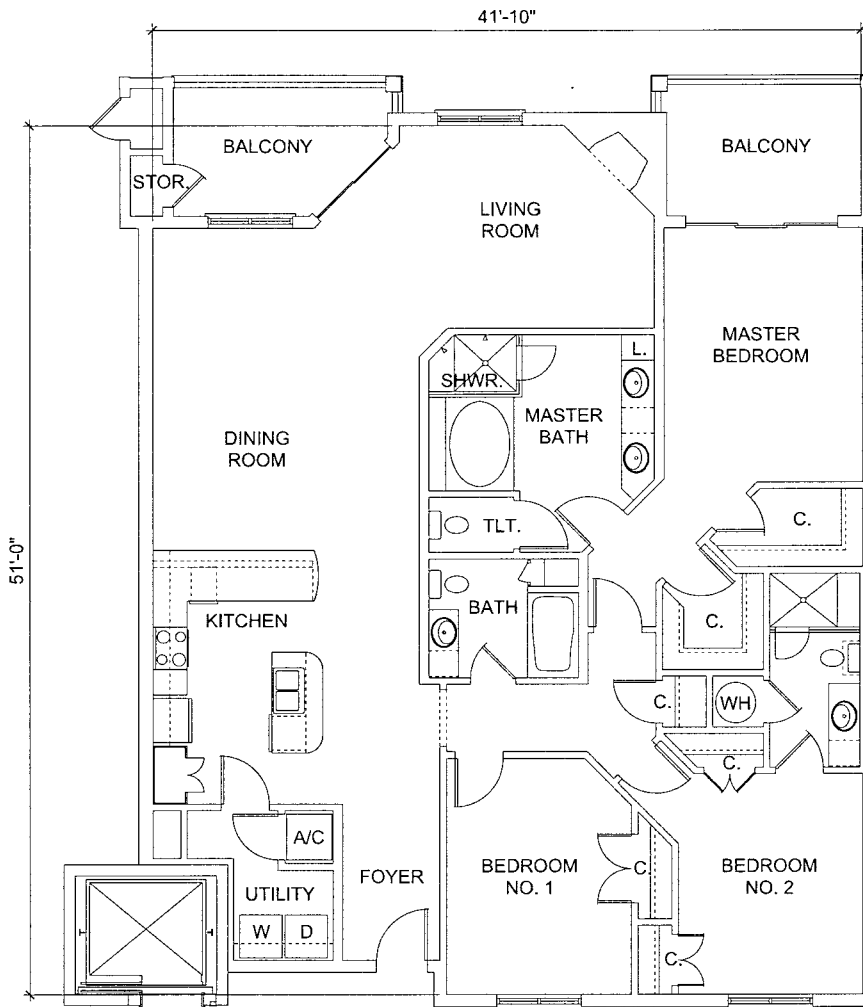 41'-10"
BALCONY
BALCONY
STOR.
LIVING
ROOM
MASTER
BEDROOM
L.
SHWR.
MASTER
BATH
DINING
ROOM
C.
TLT.
51'-0"
BATH
KITCHEN
C.
C.
WH
C.
A/C
BEDROOM
NO. 1
C.
BEDROOM
NO. 2
FOYER
UTILITY
W
D
C.